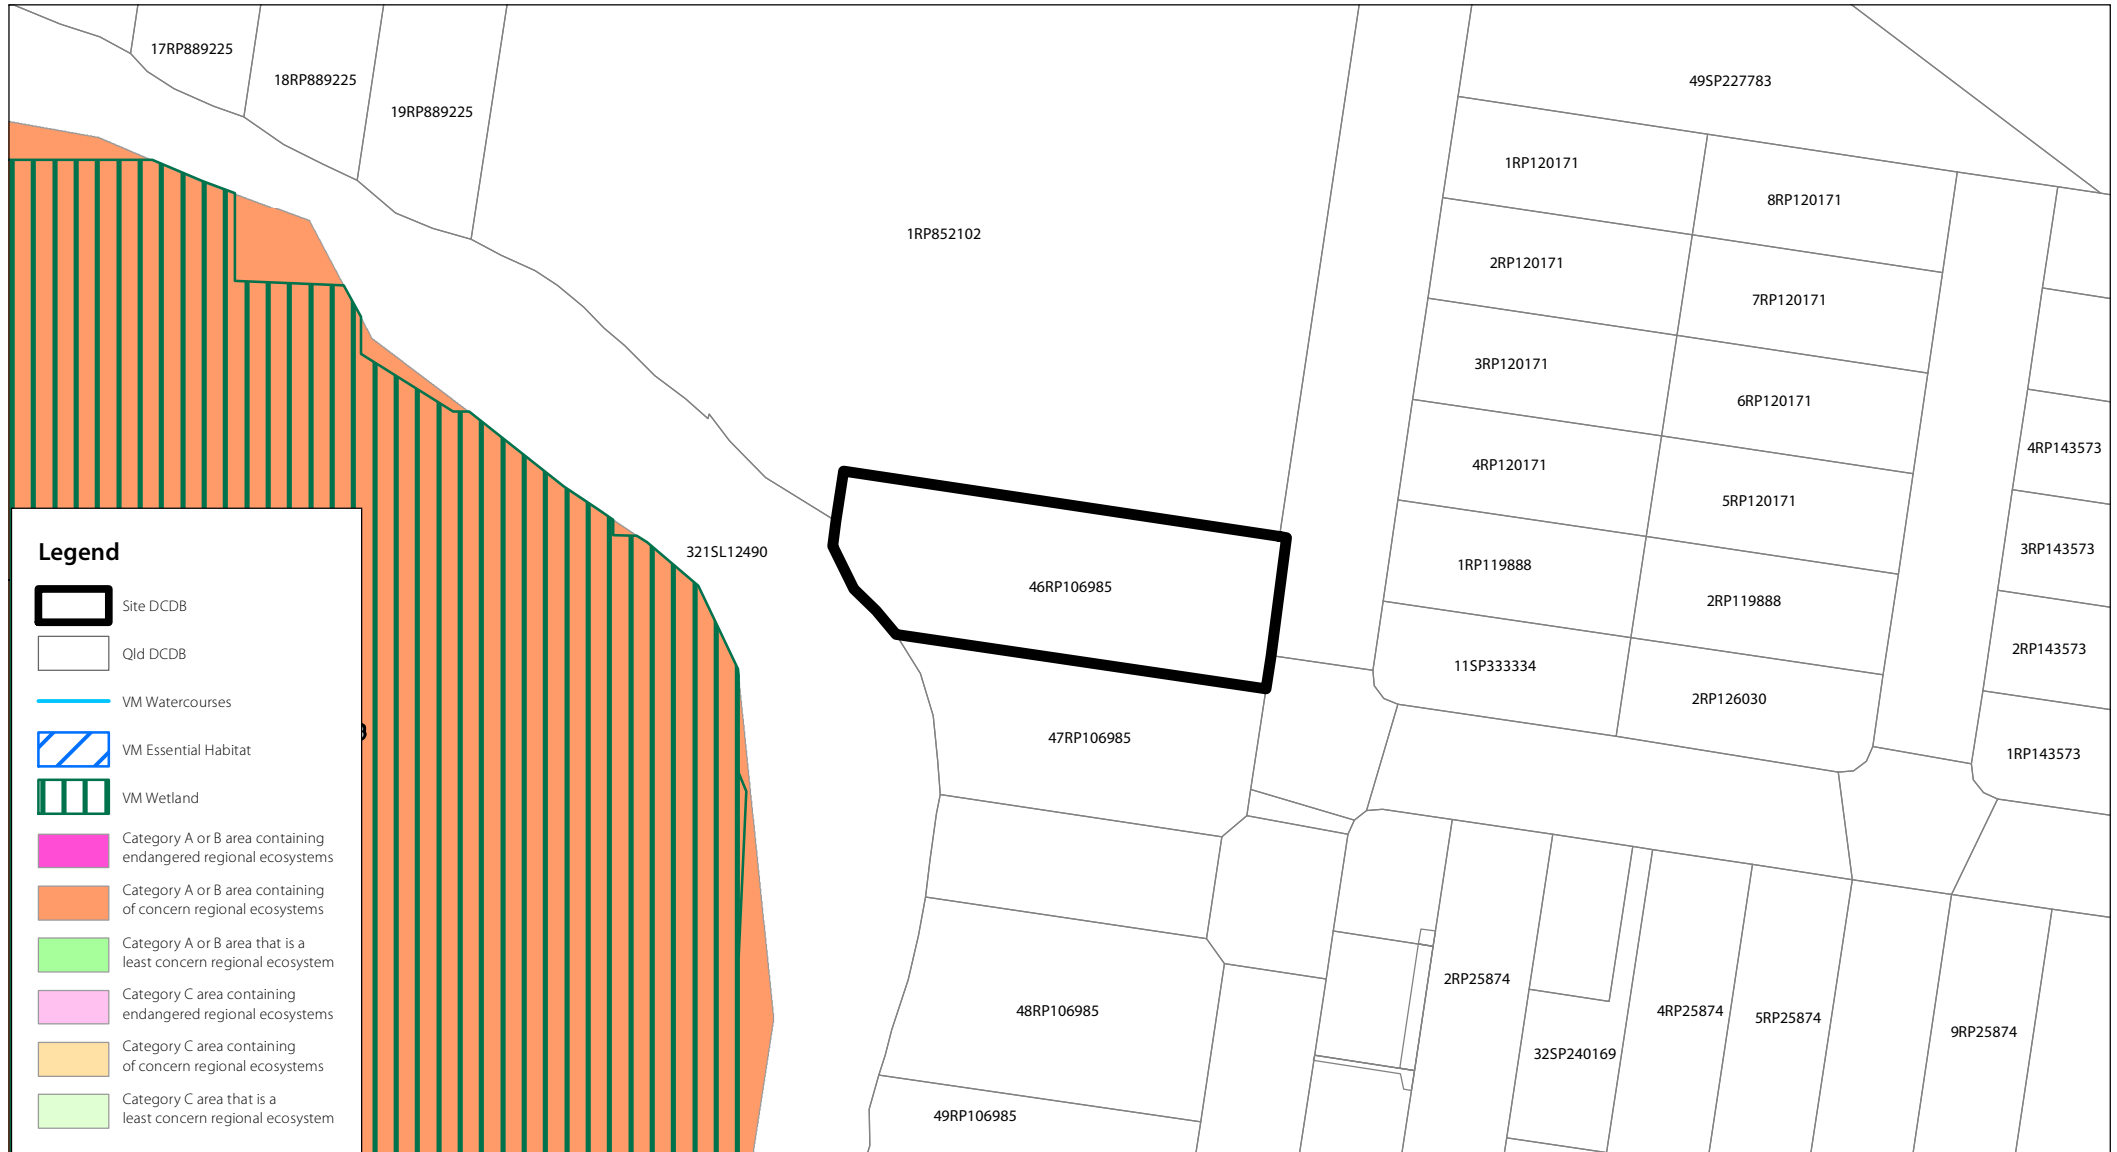 17RP889225
18RP889225
19RP889225
1RP852102
49SP227783
1RP120171
8RP120171
2RP120171
7RP120171
3RP120171
6RP120171
4RP120171
5RP120171
4RP143573
3RP143573
1RP119888
2RP119888
2RP143573
11SP333334
2RP126030
1RP143573
321SL12490
46RP106985
47RP106985
48RP106985
49RP106985
2RP25874
32SP240169
4RP25874
5RP25874
9RP25874
Legend
Site DCDB
Qld DCDB
VM Watercourses
VM Essential Habitat
VM Wetland
Category A or B area containing
endangered regional ecosystems
Category A or B area containing
of concern regional ecosystems
Category A or B area that is a
least concern regional ecosystem
Category C area containing
endangered regional ecosystems
Category C area containing
of concern regional ecosystems
Category C area that is a
least concern regional ecosystem